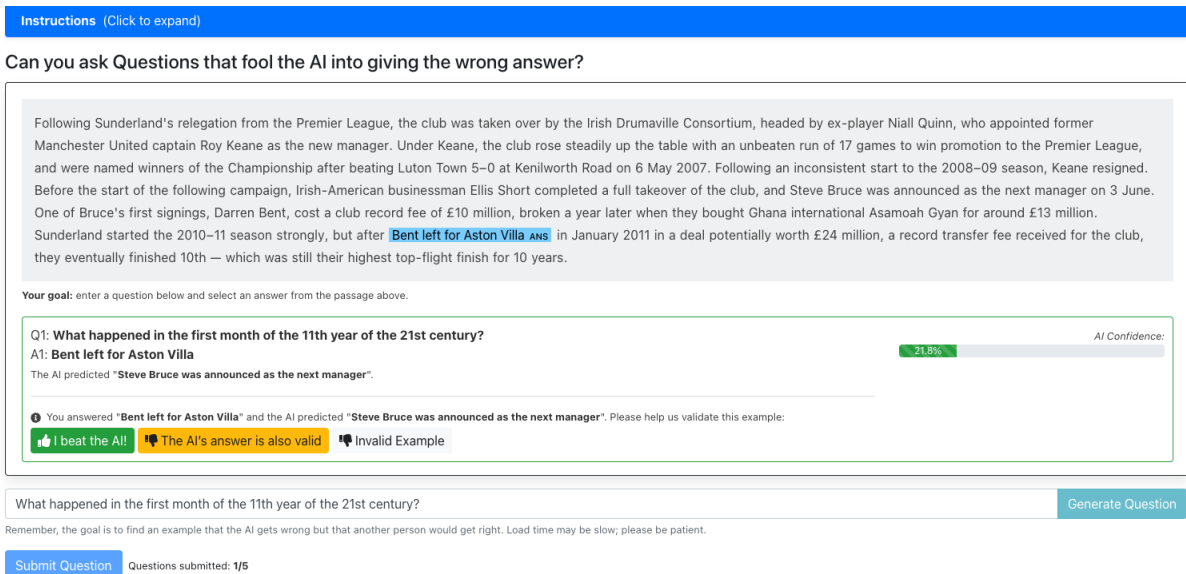 Instructions (Click to expand)
Can you ask Questions that fool the AI into giving the wrong answer?
Following Sunderland's relegation from the Premier League, the club was taken over by the Irish Drumaville Consortium, headed by ex-player Niall Quinn, who appointed former
Manchester United captain Roy Keane as the new manager. Under Keane, the club rose steadily up the table with an unbeaten run of 17 games to win promotion to the Premier League,
and were named winners of the Championship after beating Luton Town 5–0 at Kenilworth Road on 6 May 2007. Following an inconsistent start to the 2008–09 season, Keane resigned.
Before the start of the following campaign, Irish-American businessman Ellis Short completed a full takeover of the club, and Steve Bruce was announced as the next manager on 3 June.
One of Bruce's first signings, Darren Bent, cost a club record fee of £10 million, broken a year later when they bought Ghana international Asamoah Gyan for around £13 million.
Sunderland started the 2010–11 season strongly, but after Bent left for Aston Villa ANS in January 2011 in a deal potentially worth £24 million, a record transfer fee received for the club,
they eventually finished 10th — which was still their highest top-flight finish for 10 years.
Your goal: enter a question below and select an answer from the passage above.
Q1: What happened in the first month of the 11th year of the 21st century?
AI Confidence:
A1: Bent left for Aston Villa
21.8%
The AI predicted "Steve Bruce was announced as the next manager".
You answered "Bent left for Aston Villa" and the AI predicted "Steve Bruce was announced as the next manager". Please help us validate this example:
I beat the AI! The AI's answer is also valid Invalid Example
What happened in the first month of the 11th year of the 21st century?
Generate Question
Remember, the goal is to find an example that the AI gets wrong but that another person would get right. Load time may be slow; please be patient.
Submit Question Questions submitted: 1/5